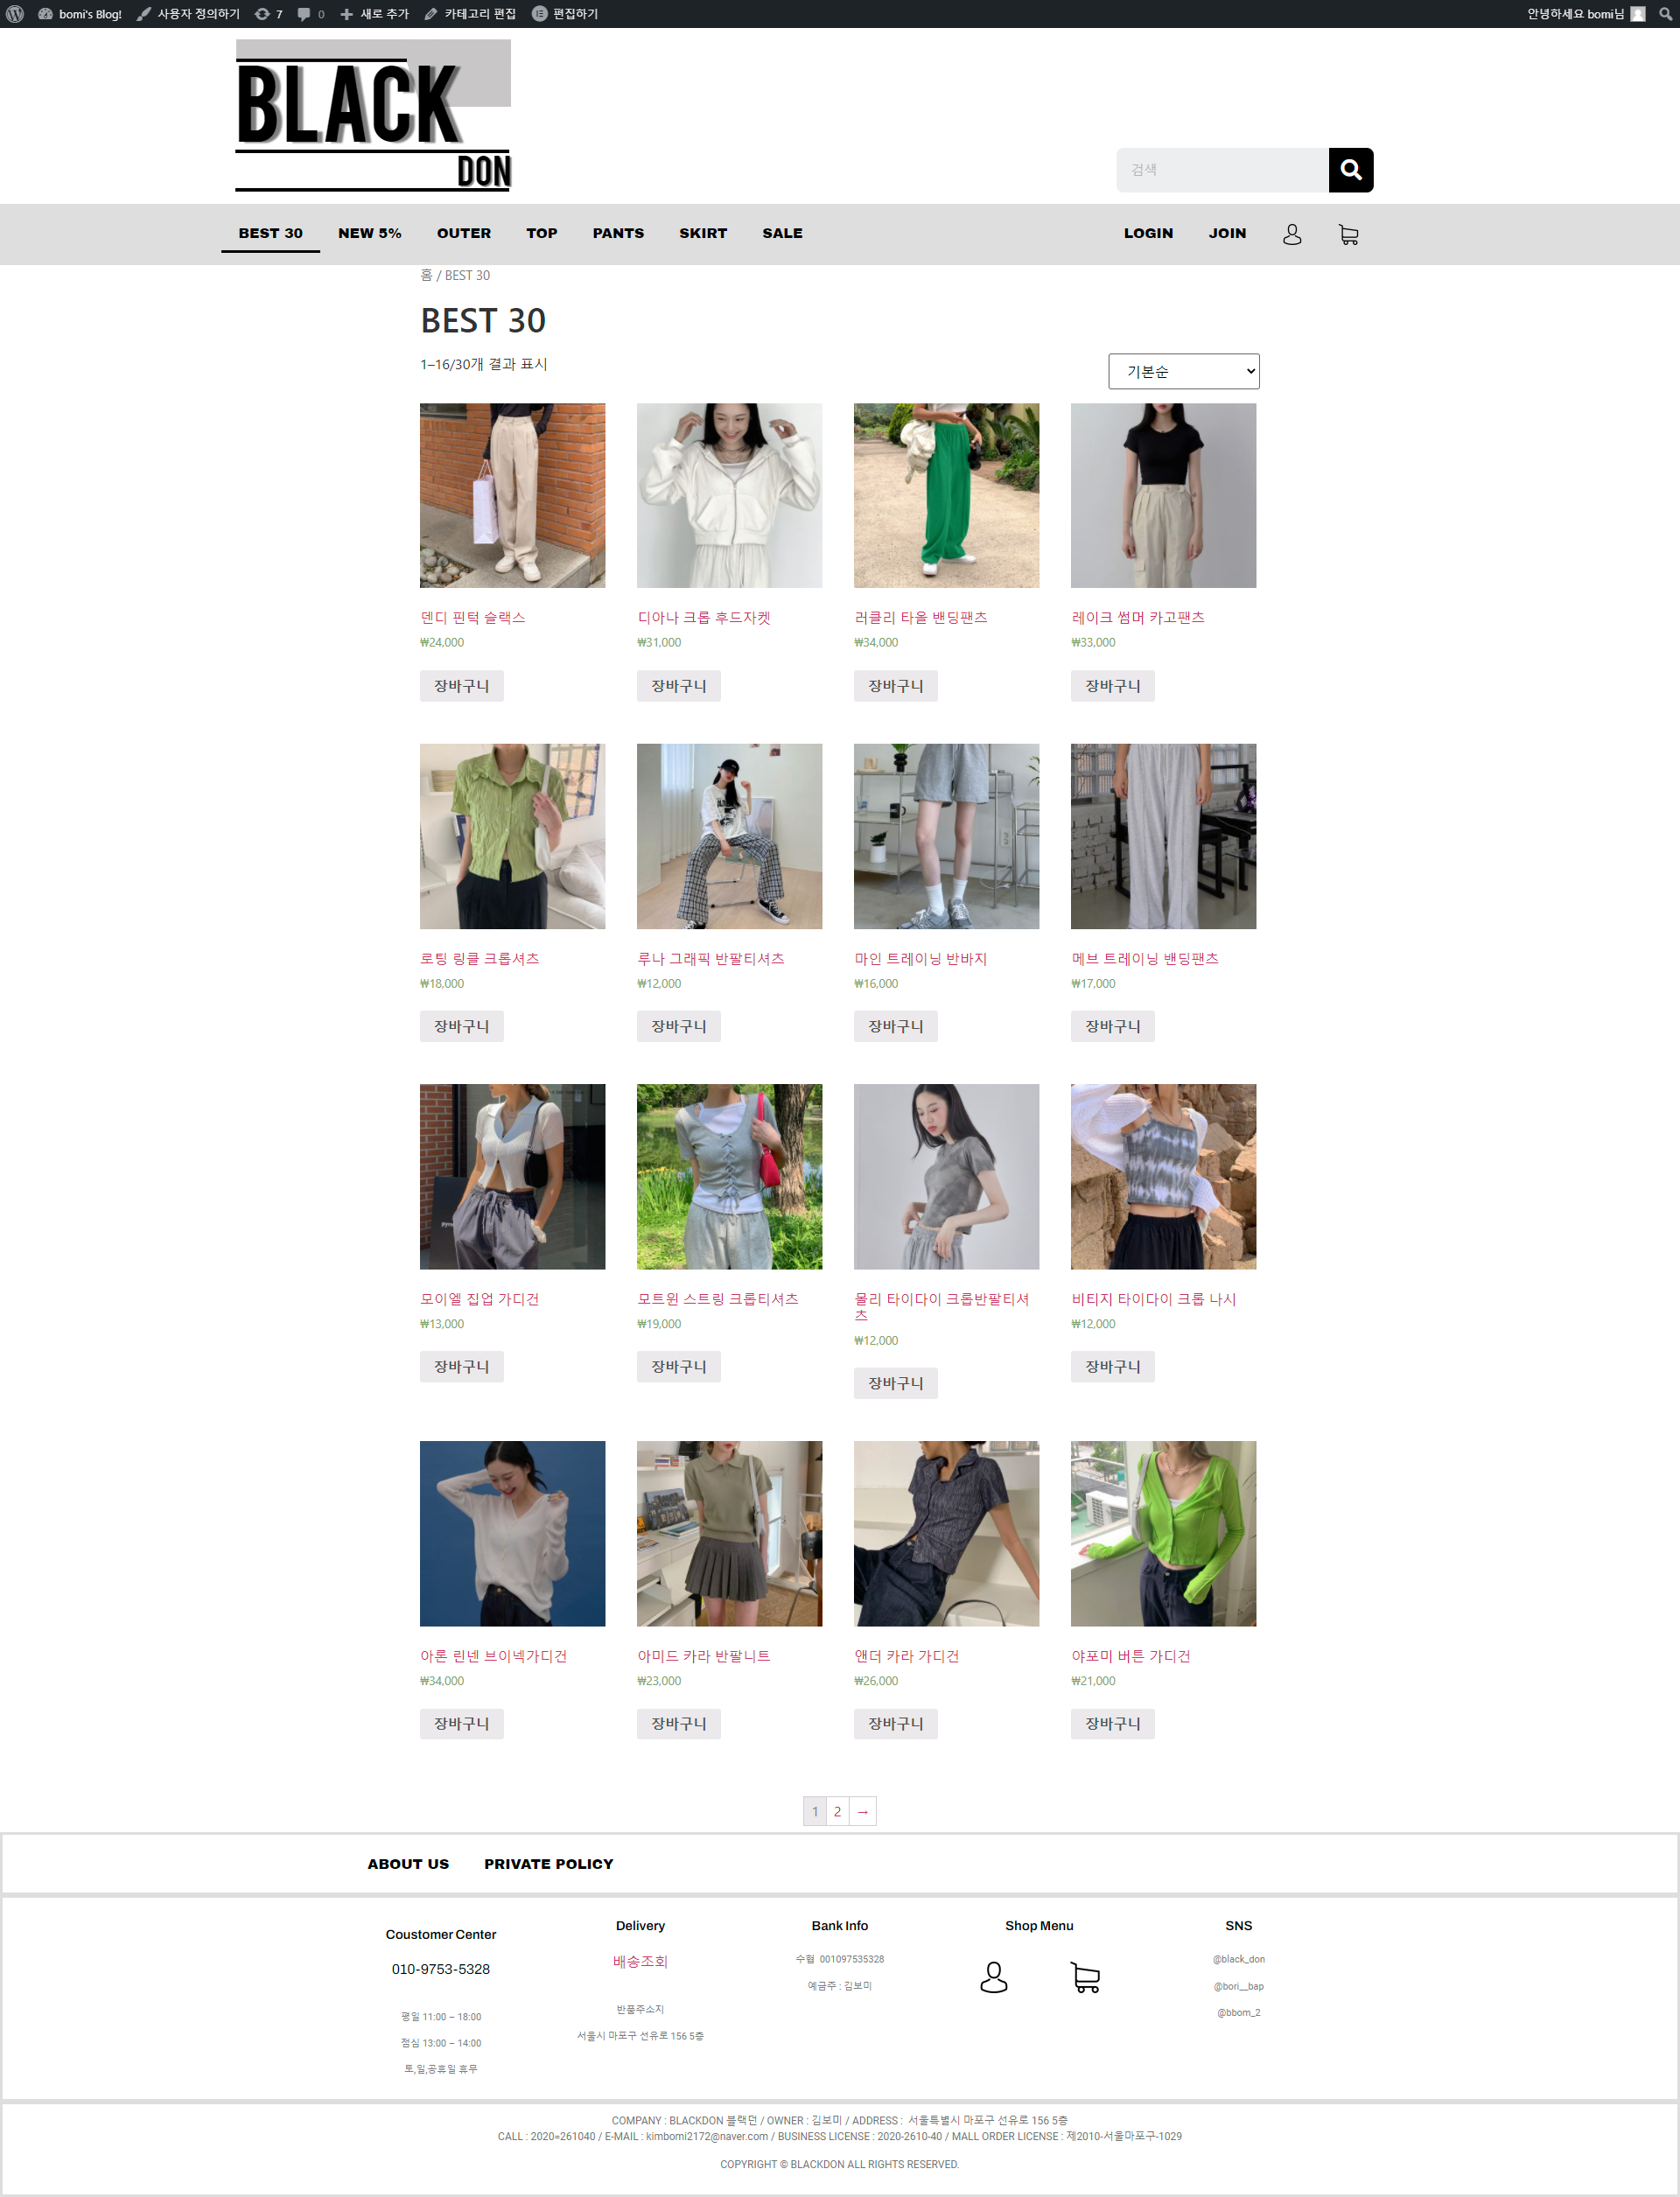 bomi's Blog! 사용자 정의하기 7 0 새로 추가 카테고리 편집 편집하기 안녕하세요 bomi님
BLACK
DON
검색
BEST 30 NEW 5% OUTER TOP PANTS SKIRT SALE LOGIN JOIN
홈 / BEST 30
BEST 30
1–16/30개 결과 표시
기본순
덴디 핀턱 슬랙스 디아나 크롭 후드자켓 러클리 타올 밴딩팬츠 레이크 썸머 카고팬츠
₩24,000 ₩31,000 ₩34,000 ₩33,000
장바구니 장바구니 장바구니 장바구니
로팅 링클 크롭셔츠 루나 그래픽 반팔티셔츠 마인 트레이닝 반바지 메브 트레이닝 밴딩팬츠
₩18,000 ₩12,000 ₩16,000 ₩17,000
장바구니 장바구니 장바구니 장바구니
모이엘 집업 가디건 모트윈 스트링 크롭티셔츠 몰리 타이다이 크롭반팔티셔츠 비티지 타이다이 크롭 나시
₩13,000 ₩19,000 ₩12,000 ₩12,000
장바구니 장바구니 장바구니 장바구니
아론 린넨 브이넥가디건 아미드 카라 반팔니트 앤더 카라 가디건 야포미 버튼 가디건
₩34,000 ₩23,000 ₩26,000 ₩21,000
장바구니 장바구니 장바구니 장바구니
1 2 →
ABOUT US PRIVATE POLICY
Coustomer Center
010-9753-5328
평일 11:00 – 18:00
점심 13:00 – 14:00
토,일,공휴일 휴무
Delivery
배송조회
반품주소지
서울시 마포구 선유로 156 5층
Bank Info
수협 001097535328
예금주 : 김보미
Shop Menu
SNS
@black_don
@bori__bap
@bbom_2
COMPANY : BLACKDON 블랙던 / OWNER : 김보미 / ADDRESS : 서울특별시 마포구 선유로 156 5층
CALL : 2020=261040 / E-MAIL : kimbomi2172@naver.com / BUSINESS LICENSE : 2020-2610-40 / MALL ORDER LICENSE : 제2010-서울마포구-1029
COPYRIGHT © BLACKDON ALL RIGHTS RESERVED.